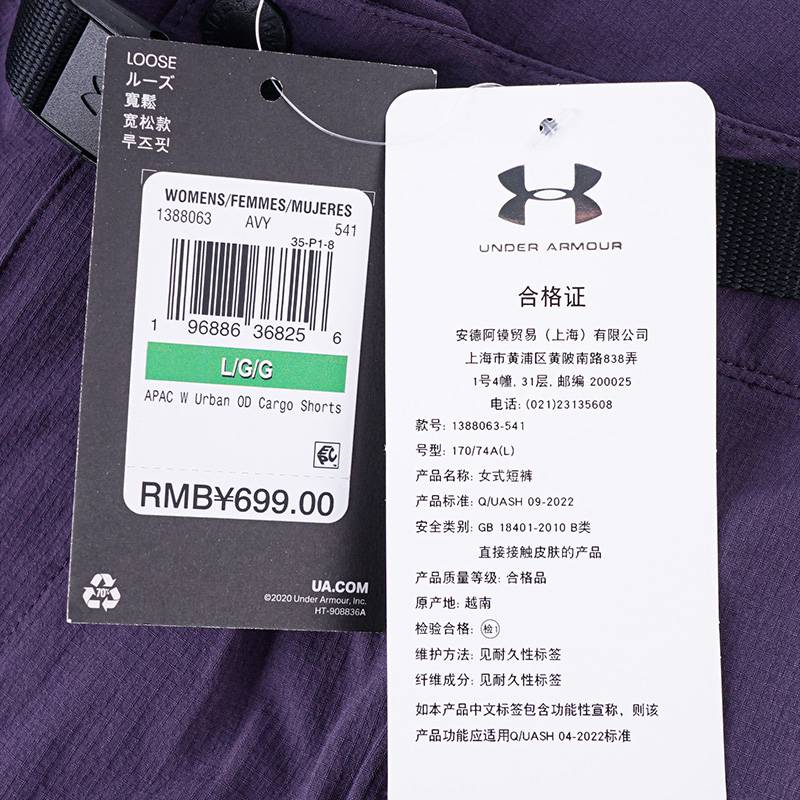 LOOSE
ルーズ
寬鬆
宽松款
루즈핏
WOMENS/FEMMES/MUJERES
1388063 AVY 541
35-P1-8
1 96886 36825 6
L/G/G
APAC W Urban OD Cargo Shorts
EPC
RMB¥699.00
70%
UA.COM
©2020 Under Armour, Inc.
HT-908836A
UNDER ARMOUR
合格证
安德阿镆贸易（上海）有限公司
上海市黄浦区黄陂南路838弄
1号4幢, 31层, 邮编 200025
电话: (021)23135608
款号: 1388063-541
号型: 170/74A(L)
产品名称: 女式短裤
产品标准: Q/UASH 09-2022
安全类别: GB 18401-2010 B类
直接接触皮肤的产品
产品质量等级: 合格品
原产地: 越南
检验合格: 检1
维护方法: 见耐久性标签
纤维成分: 见耐久性标签
如本产品中文标签包含功能性宣称, 则该
产品功能应适用Q/UASH 04-2022标准